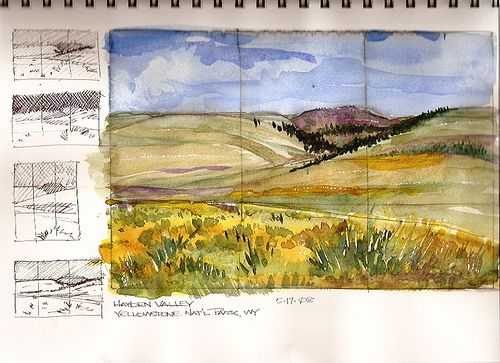 HAYDEN VALLEY
5·17·08
YELLOWSTONE NAT'L PARK, WY